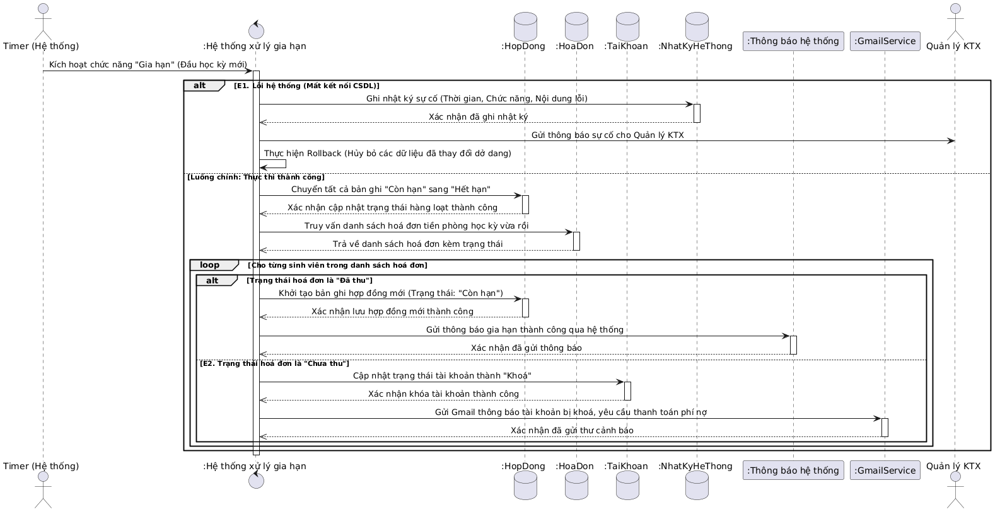 Timer (Hệ thống)
:Hệ thống xử lý gia hạn
:HopDong
:HoaDon
:TaiKhoan
:NhatKyHeThong
:Thông báo hệ thống
:GmailService
Quản lý KTX
Kích hoạt chức năng "Gia hạn" (Đầu học kỳ mới)
alt [E1. Lỗi hệ thống (Mất kết nối CSDL)]
Ghi nhật ký sự cố (Thời gian, Chức năng, Nội dung lỗi)
Xác nhận đã ghi nhật ký
Gửi thông báo sự cố cho Quản lý KTX
Thực hiện Rollback (Hủy bỏ các dữ liệu đã thay đổi dở dang)
[Luồng chính: Thực thi thành công]
Chuyển tất cả bản ghi "Còn hạn" sang "Hết hạn"
Xác nhận cập nhật trạng thái hàng loạt thành công
Truy vấn danh sách hoá đơn tiền phòng học kỳ vừa rồi
Trả về danh sách hoá đơn kèm trạng thái
loop [Cho từng sinh viên trong danh sách hoá đơn]
alt [Trạng thái hoá đơn là "Đã thu"]
Khởi tạo bản ghi hợp đồng mới (Trạng thái: "Còn hạn")
Xác nhận lưu hợp đồng mới thành công
Gửi thông báo gia hạn thành công qua hệ thống
Xác nhận đã gửi thông báo
[E2. Trạng thái hoá đơn là "Chưa thu"]
Cập nhật trạng thái tài khoản thành "Khoá"
Xác nhận khóa tài khoản thành công
Gửi Gmail thông báo tài khoản bị khoá, yêu cầu thanh toán phí nợ
Xác nhận đã gửi thư cảnh báo
Timer (Hệ thống)
:Hệ thống xử lý gia hạn
:HopDong
:HoaDon
:TaiKhoan
:NhatKyHeThong
:Thông báo hệ thống
:GmailService
Quản lý KTX